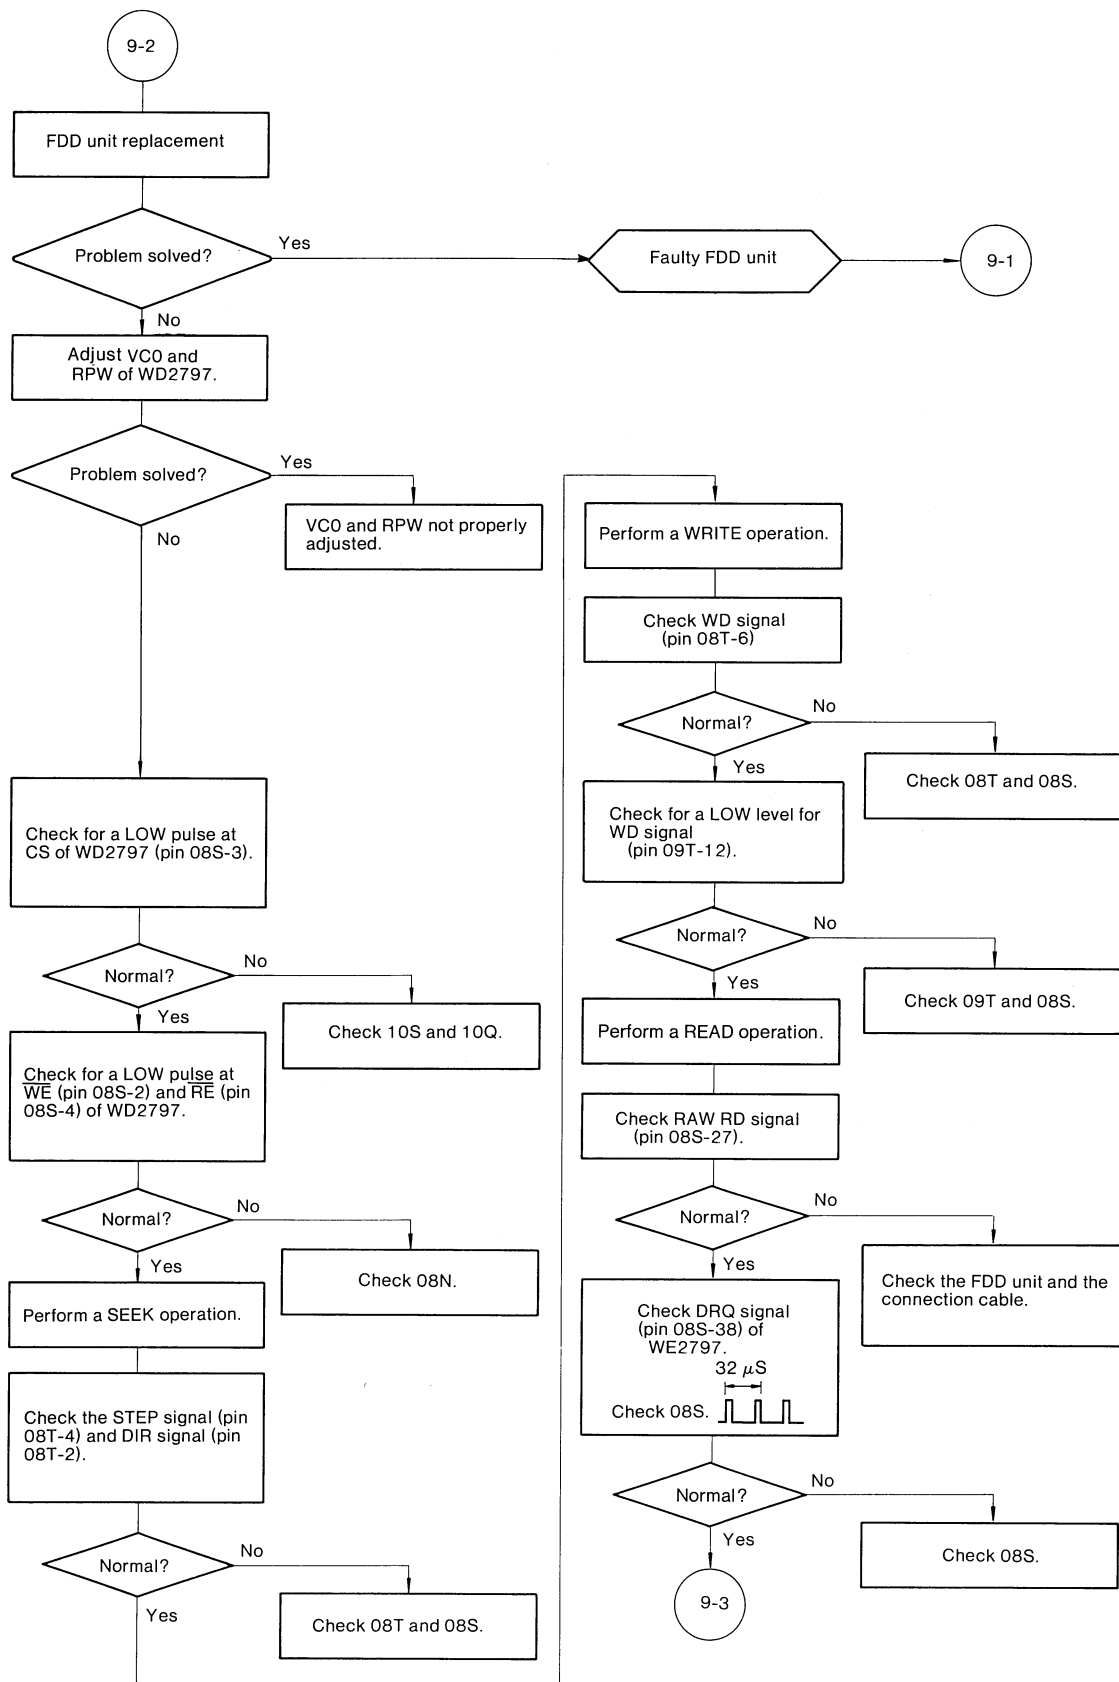 9-2
FDD unit replacement
Problem solved?
Yes
Faulty FDD unit
9-1
No
Adjust VC0 and
RPW of WD2797.
Problem solved?
Yes
VC0 and RPW not properly
adjusted.
No
Check for a LOW pulse at
CS of WD2797 (pin 08S-3).
Normal?
No
Check 10S and 10Q.
Yes
Check for a LOW pulse at
W̅E̅ (pin 08S-2) and R̅E̅ (pin
08S-4) of WD2797.
Normal?
No
Check 08N.
Yes
Perform a SEEK operation.
Check the STEP signal (pin
08T-4) and DIR signal (pin
08T-2).
Normal?
No
Check 08T and 08S.
Yes
Perform a WRITE operation.
Check WD signal
(pin 08T-6)
Normal?
No
Check 08T and 08S.
Yes
Check for a LOW level for
WD signal
(pin 09T-12).
Normal?
No
Check 09T and 08S.
Yes
Perform a READ operation.
Check RAW RD signal
(pin 08S-27).
Normal?
No
Check the FDD unit and the
connection cable.
Yes
Check DRQ signal
(pin 08S-38) of
WE2797.
32 μS
Check 08S.
Normal?
No
Check 08S.
Yes
9-3